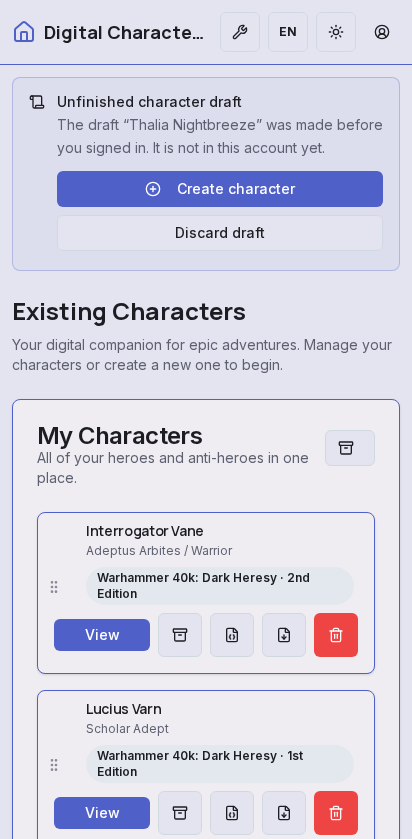 Digital Characte…
EN
Unfinished character draft
The draft “Thalia Nightbreeze” was made before
you signed in. It is not in this account yet.
Create character
Discard draft
Existing Characters
Your digital companion for epic adventures. Manage your
characters or create a new one to begin.
My Characters
All of your heroes and anti-heroes in one
place.
Interrogator Vane
Adeptus Arbites / Warrior
Warhammer 40k: Dark Heresy · 2nd
Edition
View
Lucius Varn
Scholar Adept
Warhammer 40k: Dark Heresy · 1st
Edition
View